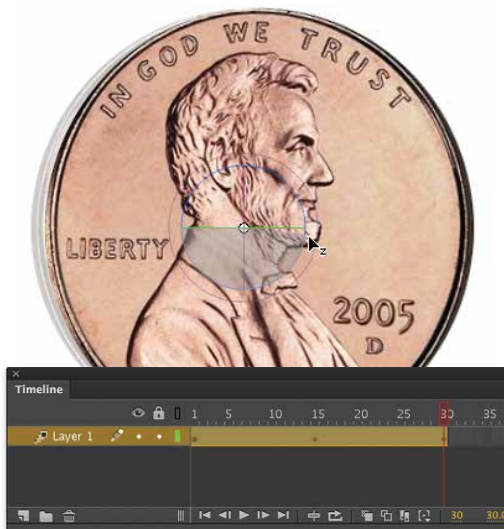 IN GOD WE TRUST
LIBERTY
2005
D
z
Timeline
1 5 10 15 20 25 30 35
Layer 1
30